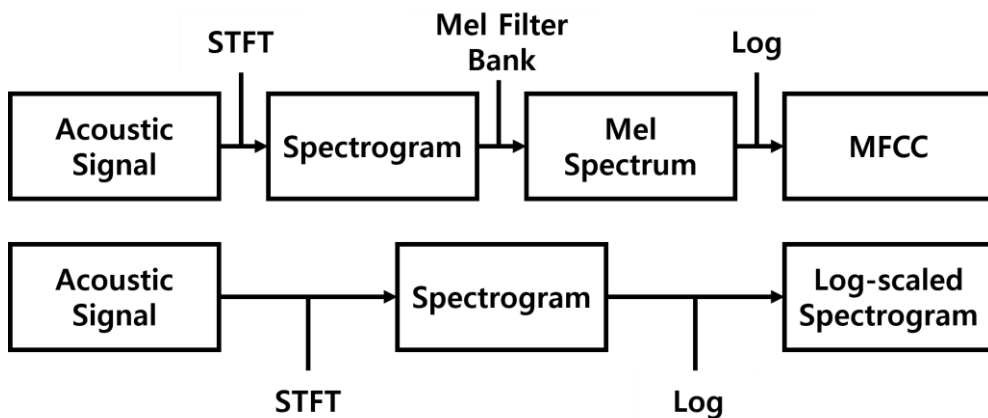 STFT
Mel Filter
Bank
Log
Acoustic
Signal
Spectrogram
Mel
Spectrum
MFCC
Acoustic
Signal
Spectrogram
Log-scaled
Spectrogram
STFT
Log